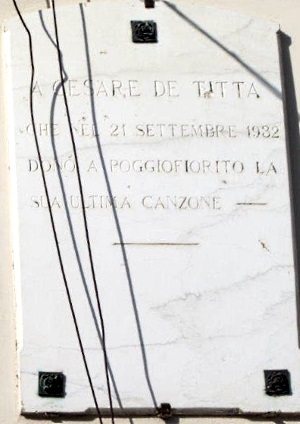 A CESARE DE TITTA
CHE NEL 21 SETTEMBRE 1932
DONÒ A POGGIOFIORITO LA
SUA ULTIMA CANZONE —